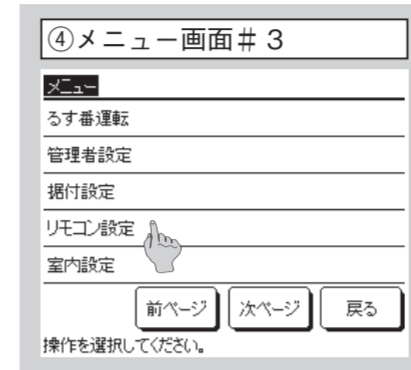 ④メニュー画面＃３
メニュー
るす番運転
管理者設定
据付設定
リモコン設定
室内設定
前ページ 次ページ 戻る
操作を選択してください。